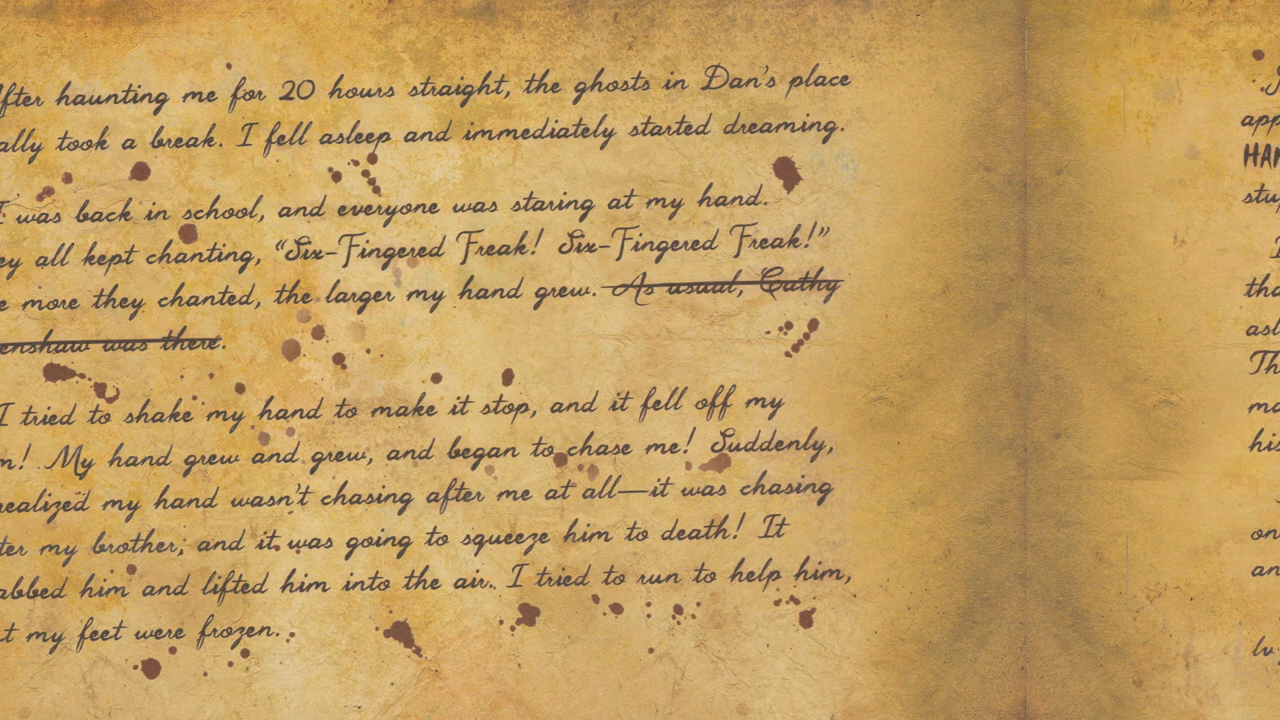 After haunting me for 20 hours straight, the ghosts in Dan's place
ally took a break. I fell asleep and immediately started dreaming.
I was back in school, and everyone was staring at my hand.
ey all kept chanting, “Six-Fingered Freak! Six-Fingered Freak!”
e more they chanted, the larger my hand grew. As usual, Cathy
enshaw was there.
I tried to shake my hand to make it stop, and it fell off my
m! My hand grew and grew, and began to chase me! Suddenly,
realized my hand wasn't chasing after me at all—it was chasing
ter my brother; and it was going to squeeze him to death! It
abbed him and lifted him into the air. I tried to run to help him,
t my feet were frozen.
app
HAN
stu
I
tha
asl
Th
ma
his
on
an